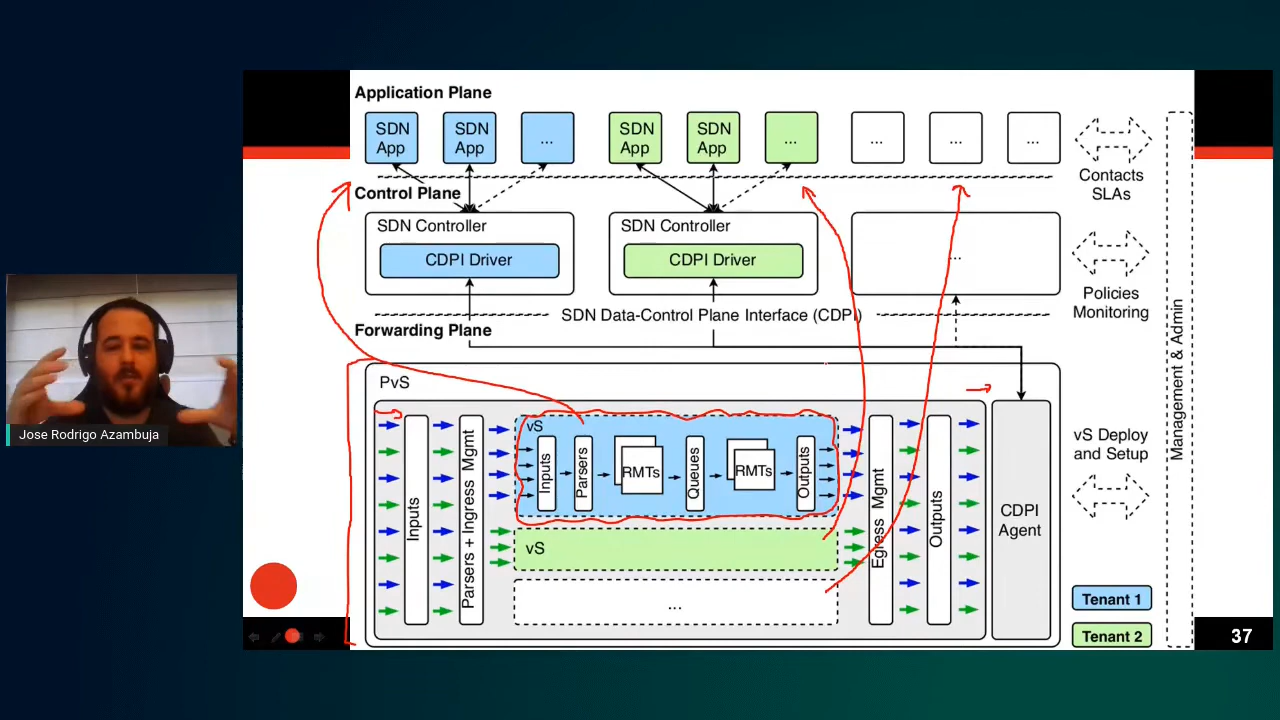 Application Plane
SDN App
SDN App
...
SDN App
SDN App
...
...
...
...
Contacts
SLAs
Control Plane
SDN Controller
CDPI Driver
SDN Controller
CDPI Driver
...
Policies
Monitoring
SDN Data-Control Plane Interface (CDPI)
Forwarding Plane
PvS
Inputs
Parsers + Ingress Mgmt
vS
Inputs
Parsers
RMTs
Queues
RMTs
Outputs
vS
...
Egress Mgmt
Outputs
CDPI
Agent
vS Deploy
and Setup
Management & Admin
Tenant 1
Tenant 2
37
Jose Rodrigo Azambuja